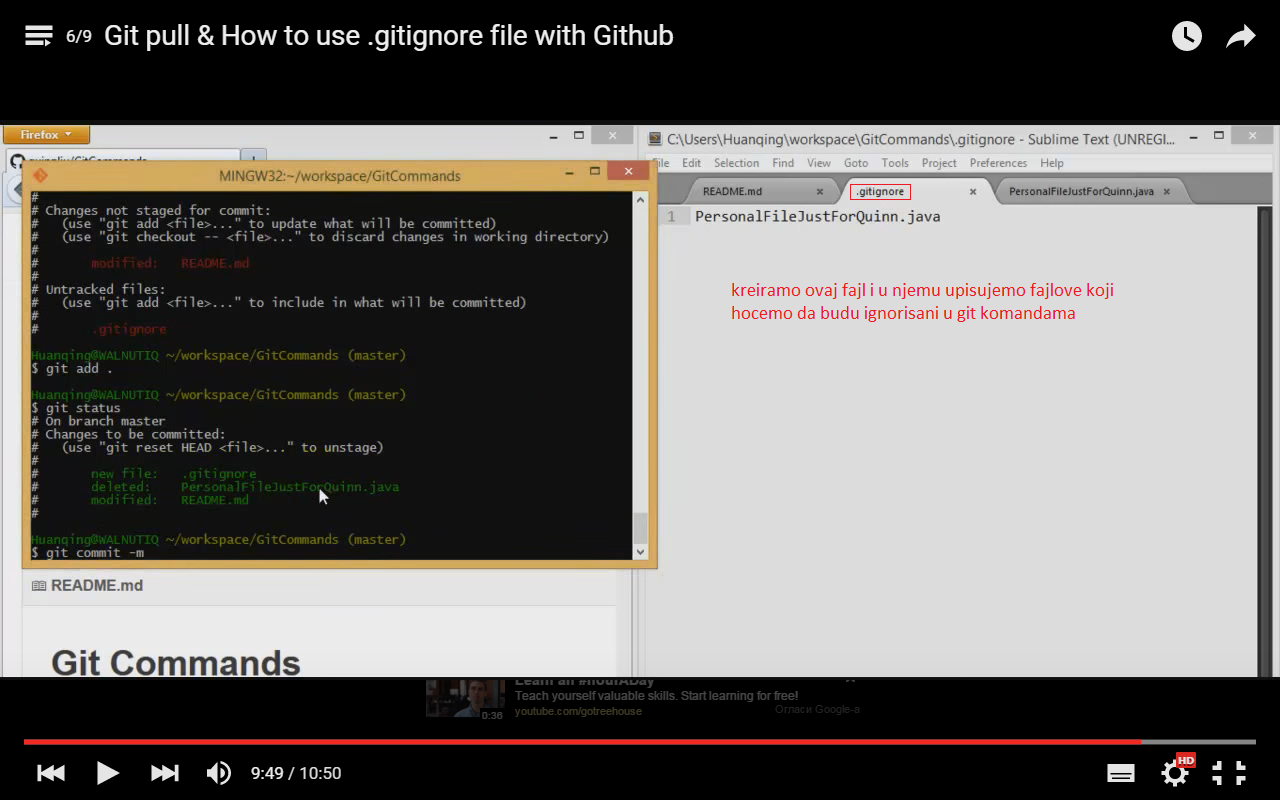 6/9 Git pull & How to use .gitignore file with Github
Firefox
C:\Users\Huanqing\workspace\GitCommands\.gitignore - Sublime Text (UNREGI...
Edit Selection Find View Goto Tools Project Preferences Help
README.md .gitignore PersonalFileJustForQuinn.java
1 PersonalFileJustForQuinn.java
kreiramo ovaj fajl i u njemu upisujemo fajlove koji
hocemo da budu ignorisani u git komandama
MINGW32:~/workspace/GitCommands
#
# Changes not staged for commit:
# (use "git add <file>..." to update what will be committed)
# (use "git checkout -- <file>..." to discard changes in working directory)
#
# modified: README.md
#
# Untracked files:
# (use "git add <file>..." to include in what will be committed)
#
# .gitignore
Huanqing@WALNUTIQ ~/workspace/GitCommands (master)
$ git add .
Huanqing@WALNUTIQ ~/workspace/GitCommands (master)
$ git status
# On branch master
# Changes to be committed:
# (use "git reset HEAD <file>..." to unstage)
#
# new file: .gitignore
# deleted: PersonalFileJustForQuinn.java
# modified: README.md
#
Huanqing@WALNUTIQ ~/workspace/GitCommands (master)
$ git commit -m
README.md
Git Commands
Learn an #HourADay
Teach yourself valuable skills. Start learning for free!
youtube.com/gotreehouse
0:36
Огласи Google-а
9:49 / 10:50
HD